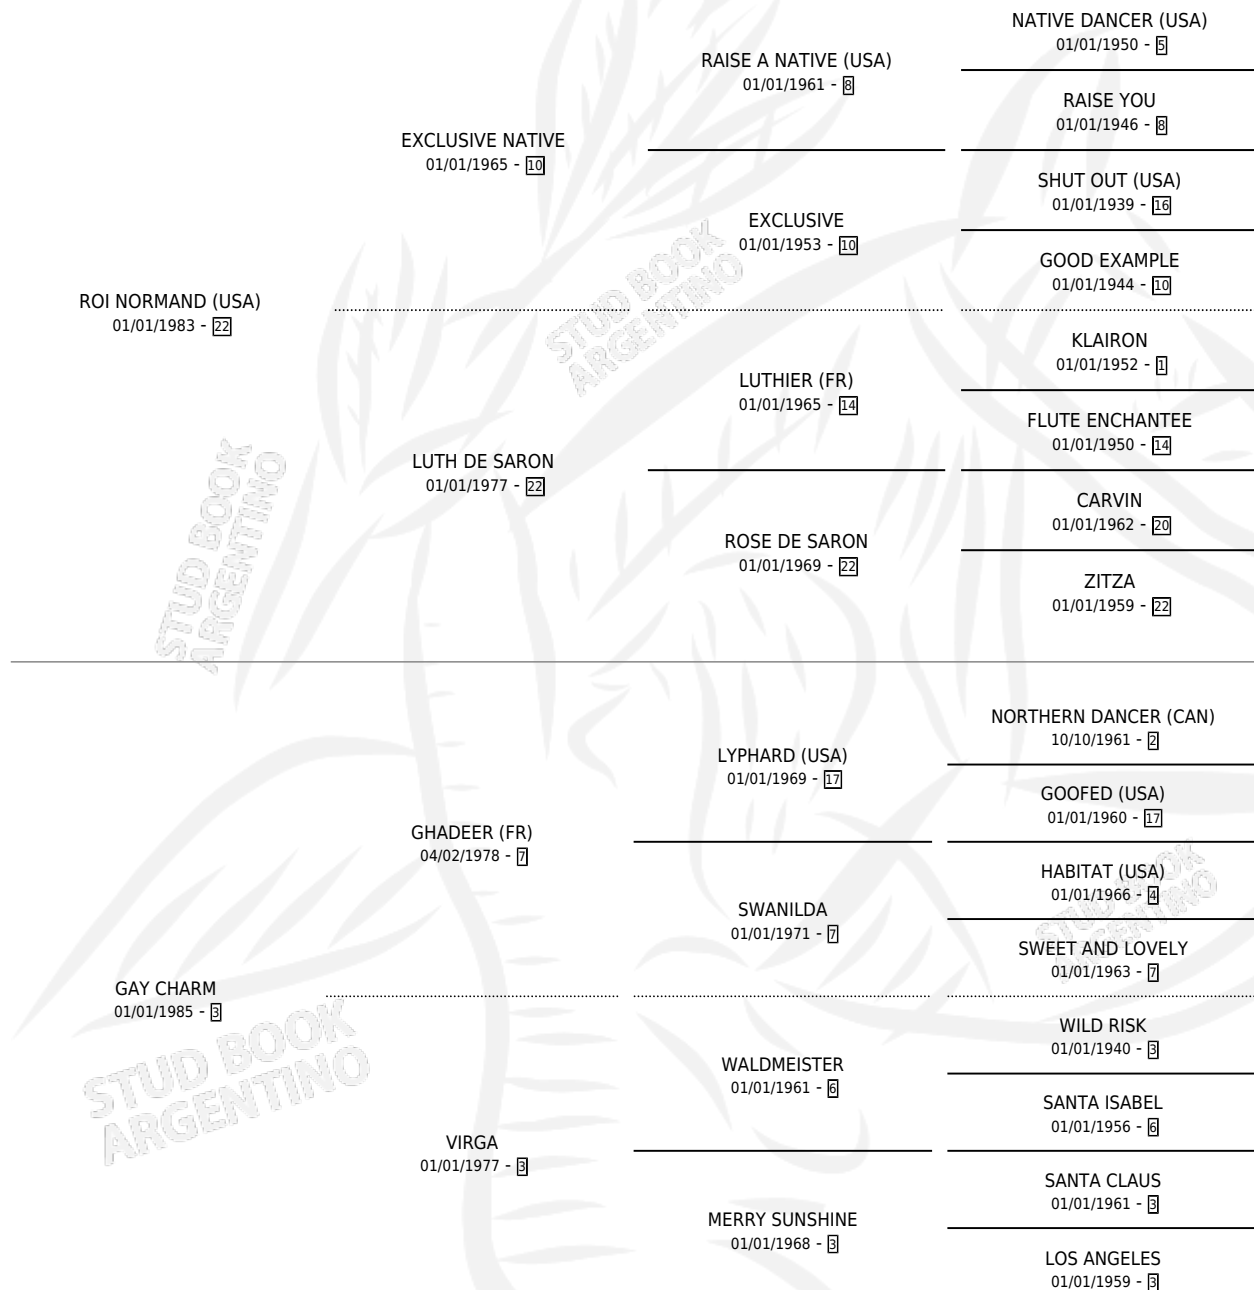 NATIVE DANCER (USA)
01/01/1950 - 5
RAISE A NATIVE (USA)
01/01/1961 - 8
RAISE YOU
01/01/1946 - 8
EXCLUSIVE NATIVE
01/01/1965 - 10
SHUT OUT (USA)
01/01/1939 - 16
EXCLUSIVE
01/01/1953 - 10
GOOD EXAMPLE
01/01/1944 - 10
ROI NORMAND (USA)
01/01/1983 - 22
KLAIRON
01/01/1952 - 1
LUTHIER (FR)
01/01/1965 - 14
FLUTE ENCHANTEE
01/01/1950 - 14
LUTH DE SARON
01/01/1977 - 22
CARVIN
01/01/1962 - 20
ROSE DE SARON
01/01/1969 - 22
ZITZA
01/01/1959 - 22
STUD BOOK
ARGENTINO
STUD BOOK
ARGENTINO
NORTHERN DANCER (CAN)
10/10/1961 - 2
LYPHARD (USA)
01/01/1969 - 17
GOOFED (USA)
01/01/1960 - 17
GHADEER (FR)
04/02/1978 - 7
HABITAT (USA)
01/01/1966 - 4
SWANILDA
01/01/1971 - 7
SWEET AND LOVELY
01/01/1963 - 7
GAY CHARM
01/01/1985 - 3
WILD RISK
01/01/1940 - 3
WALDMEISTER
01/01/1961 - 6
SANTA ISABEL
01/01/1956 - 6
VIRGA
01/01/1977 - 3
SANTA CLAUS
01/01/1961 - 3
MERRY SUNSHINE
01/01/1968 - 3
LOS ANGELES
01/01/1959 - 3
STUD BOOK
ARGENTINO
STUD BOOK
ARGENTINO